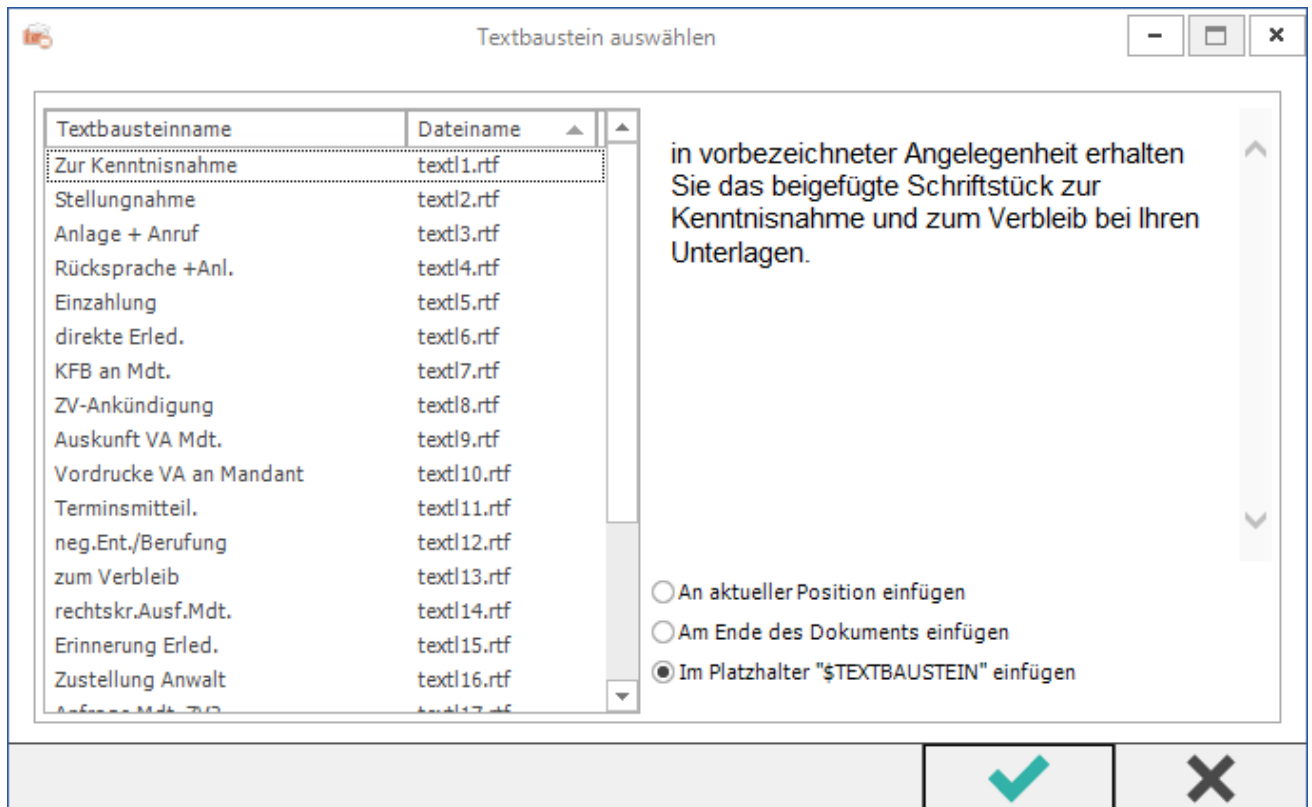 Textbaustein auswählen
Textbausteinname Dateiname
Zur Kenntnisnahme textl1.rtf
Stellungnahme textl2.rtf
Anlage + Anruf textl3.rtf
Rücksprache +Anl. textl4.rtf
Einzahlung textl5.rtf
direkte Erled. textl6.rtf
KFB an Mdt. textl7.rtf
ZV-Ankündigung textl8.rtf
Auskunft VA Mdt. textl9.rtf
Vordrucke VA an Mandant textl10.rtf
Terminsmitteil. textl11.rtf
neg.Ent./Berufung textl12.rtf
zum Verbleib textl13.rtf
rechtskr.Ausf.Mdt. textl14.rtf
Erinnerung Erled. textl15.rtf
Zustellung Anwalt textl16.rtf
Anfrage Mdt. textl17.rtf
in vorbezeichneter Angelegenheit erhalten
Sie das beigefügte Schriftstück zur
Kenntnisnahme und zum Verbleib bei Ihren
Unterlagen.
An aktueller Position einfügen
Am Ende des Dokuments einfügen
Im Platzhalter "$TEXTBAUSTEIN" einfügen